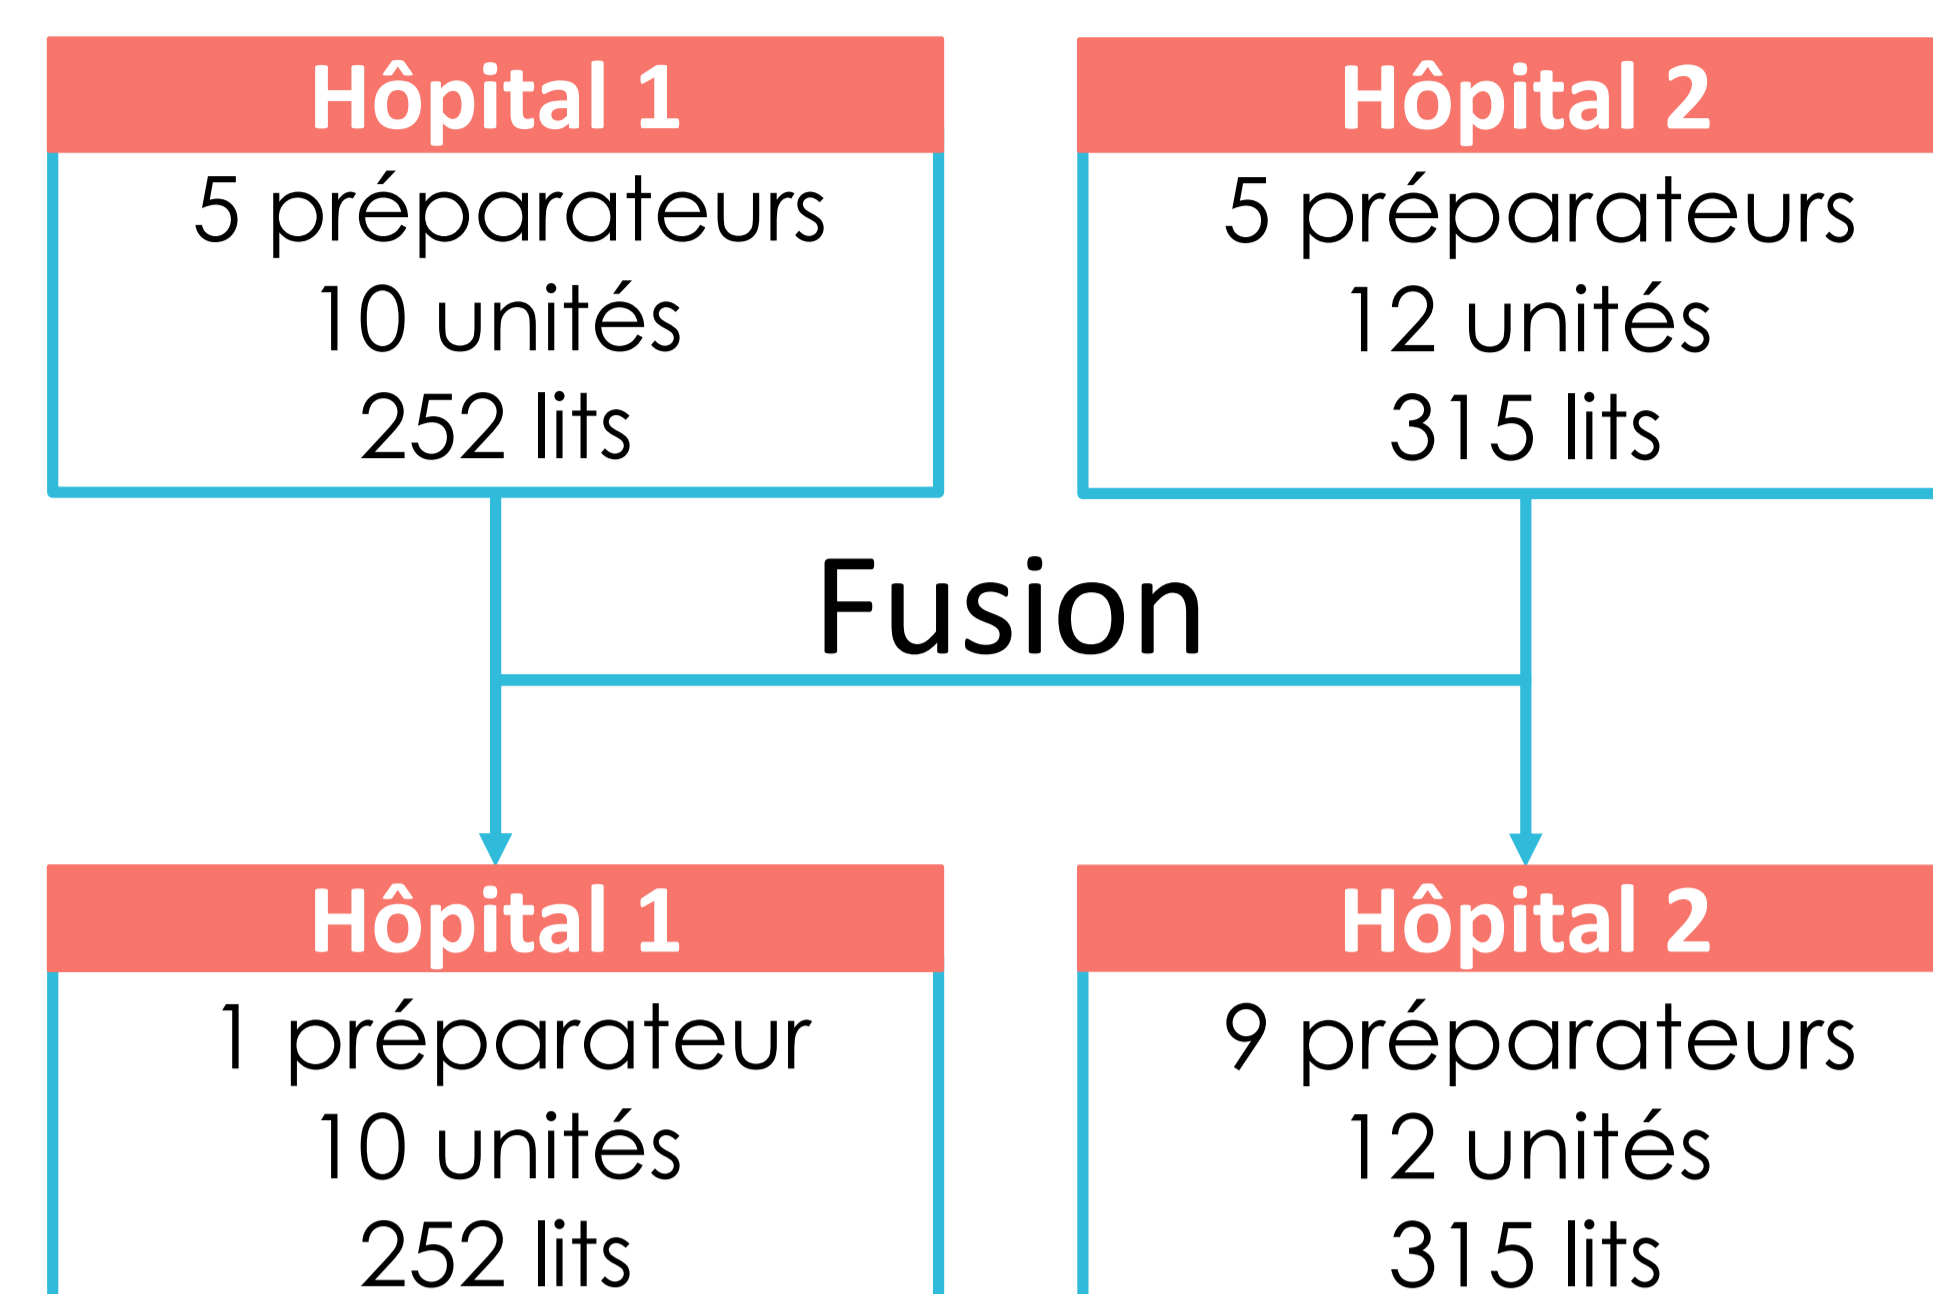 Hôpital 1
5 préparateurs
10 unités
252 lits
Hôpital 2
5 préparateurs
12 unités
315 lits
Fusion
Hôpital 1
1 préparateur
10 unités
252 lits
Hôpital 2
9 préparateurs
12 unités
315 lits